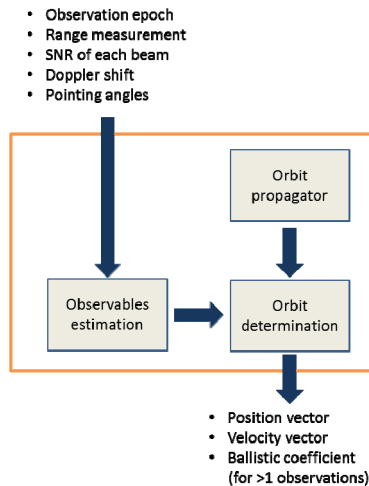 • Observation epoch
• Range measurement
• SNR of each beam
• Doppler shift
• Pointing angles
Orbit
propagator
Observables
estimation
Orbit
determination
• Position vector
• Velocity vector
• Ballistic coefficient
(for >1 observations)